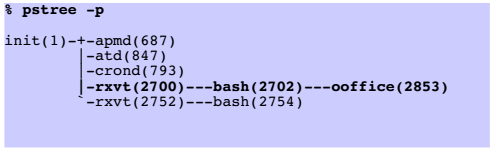 % pstree -p
init(1)-+-apmd(687)
        |-atd(847)
        |-crond(793)
        |-rxvt(2700)---bash(2702)---ooffice(2853)
        `-rxvt(2752)---bash(2754)